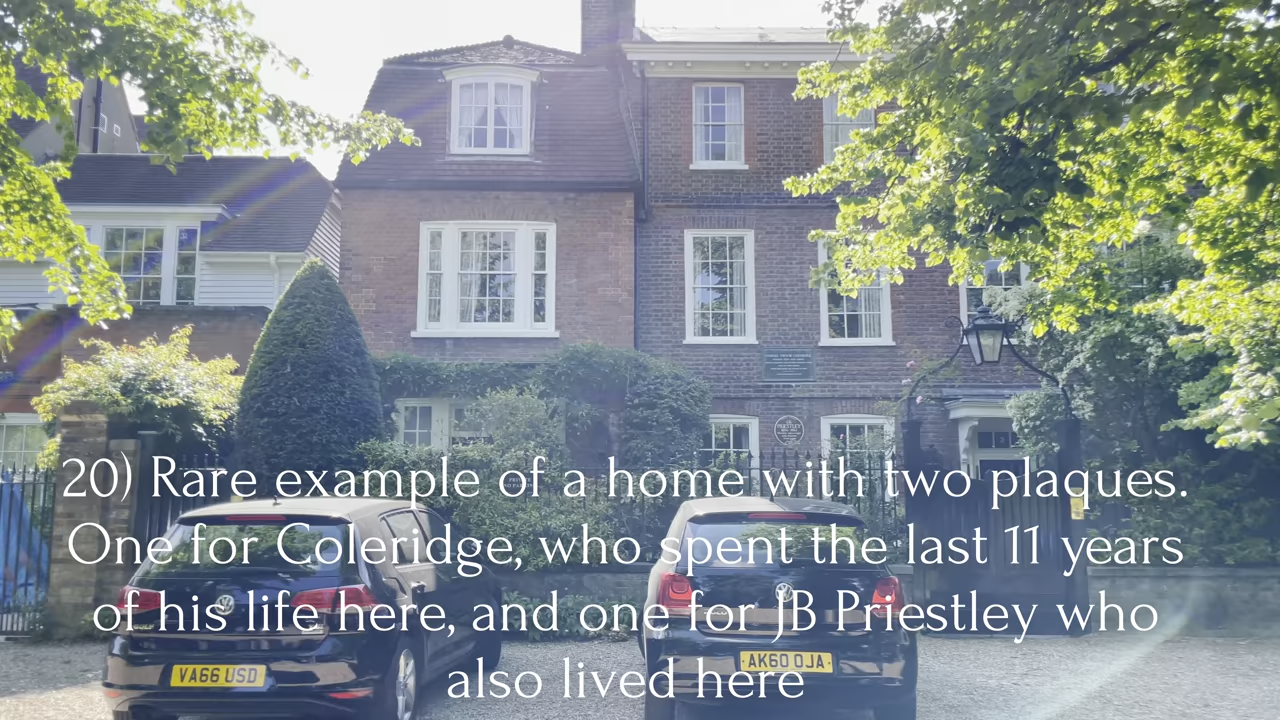 PRIESTLEY
20) Rare example of a home with two plaques.
One for Coleridge, who spent the last 11 years
of his life here, and one for JB Priestley who
also lived here
VA66 USD
AK60 OJA